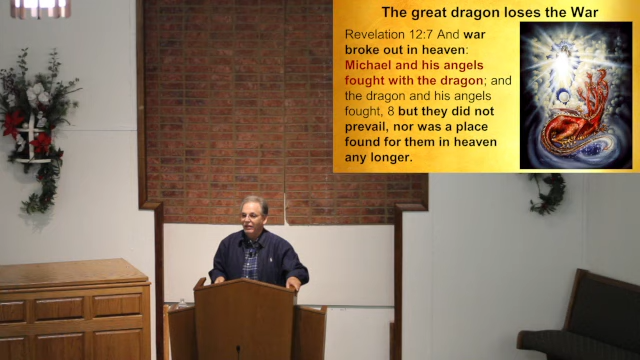 The great dragon loses the War
Revelation 12:7 And war
broke out in heaven:
Michael and his angels
fought with the dragon; and
the dragon and his angels
fought, 8 but they did not
prevail, nor was a place
found for them in heaven
any longer.